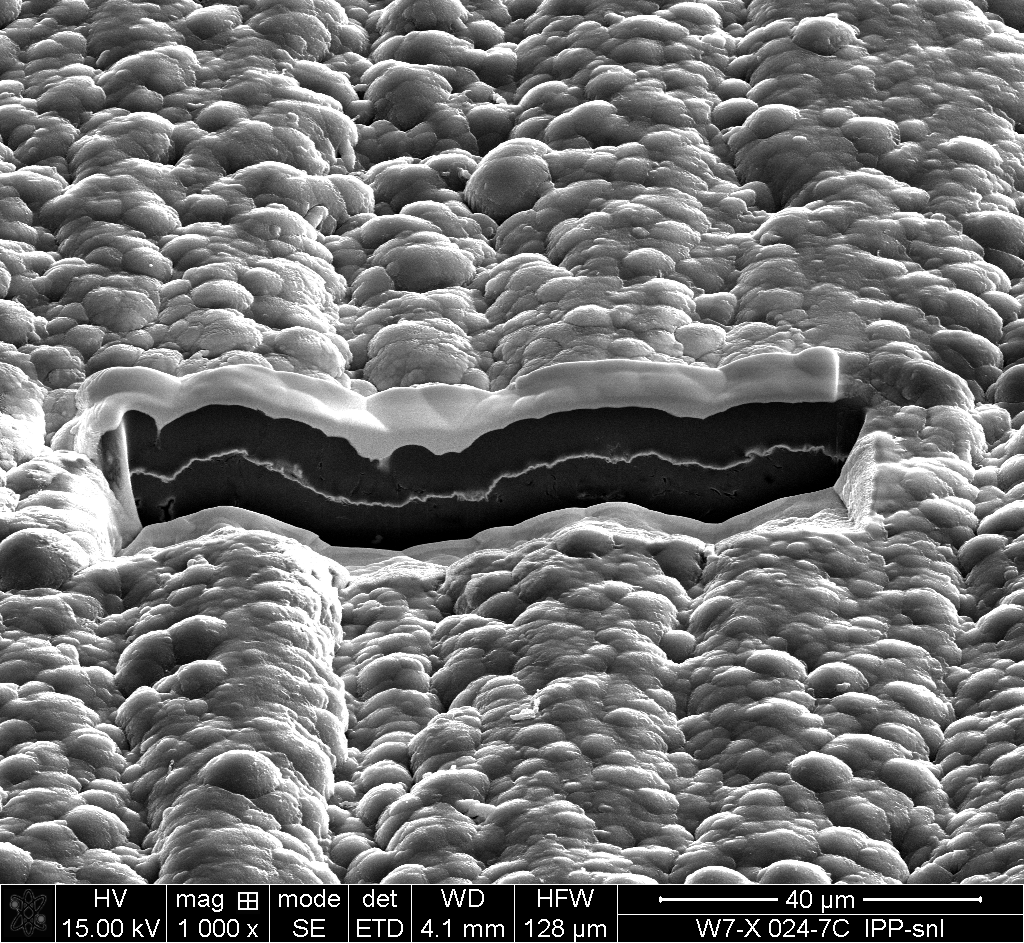 HV mag mode det WD HFW 40 µm
15.00 kV 1 000 x SE ETD 4.1 mm 128 µm W7-X 024-7C IPP-snl